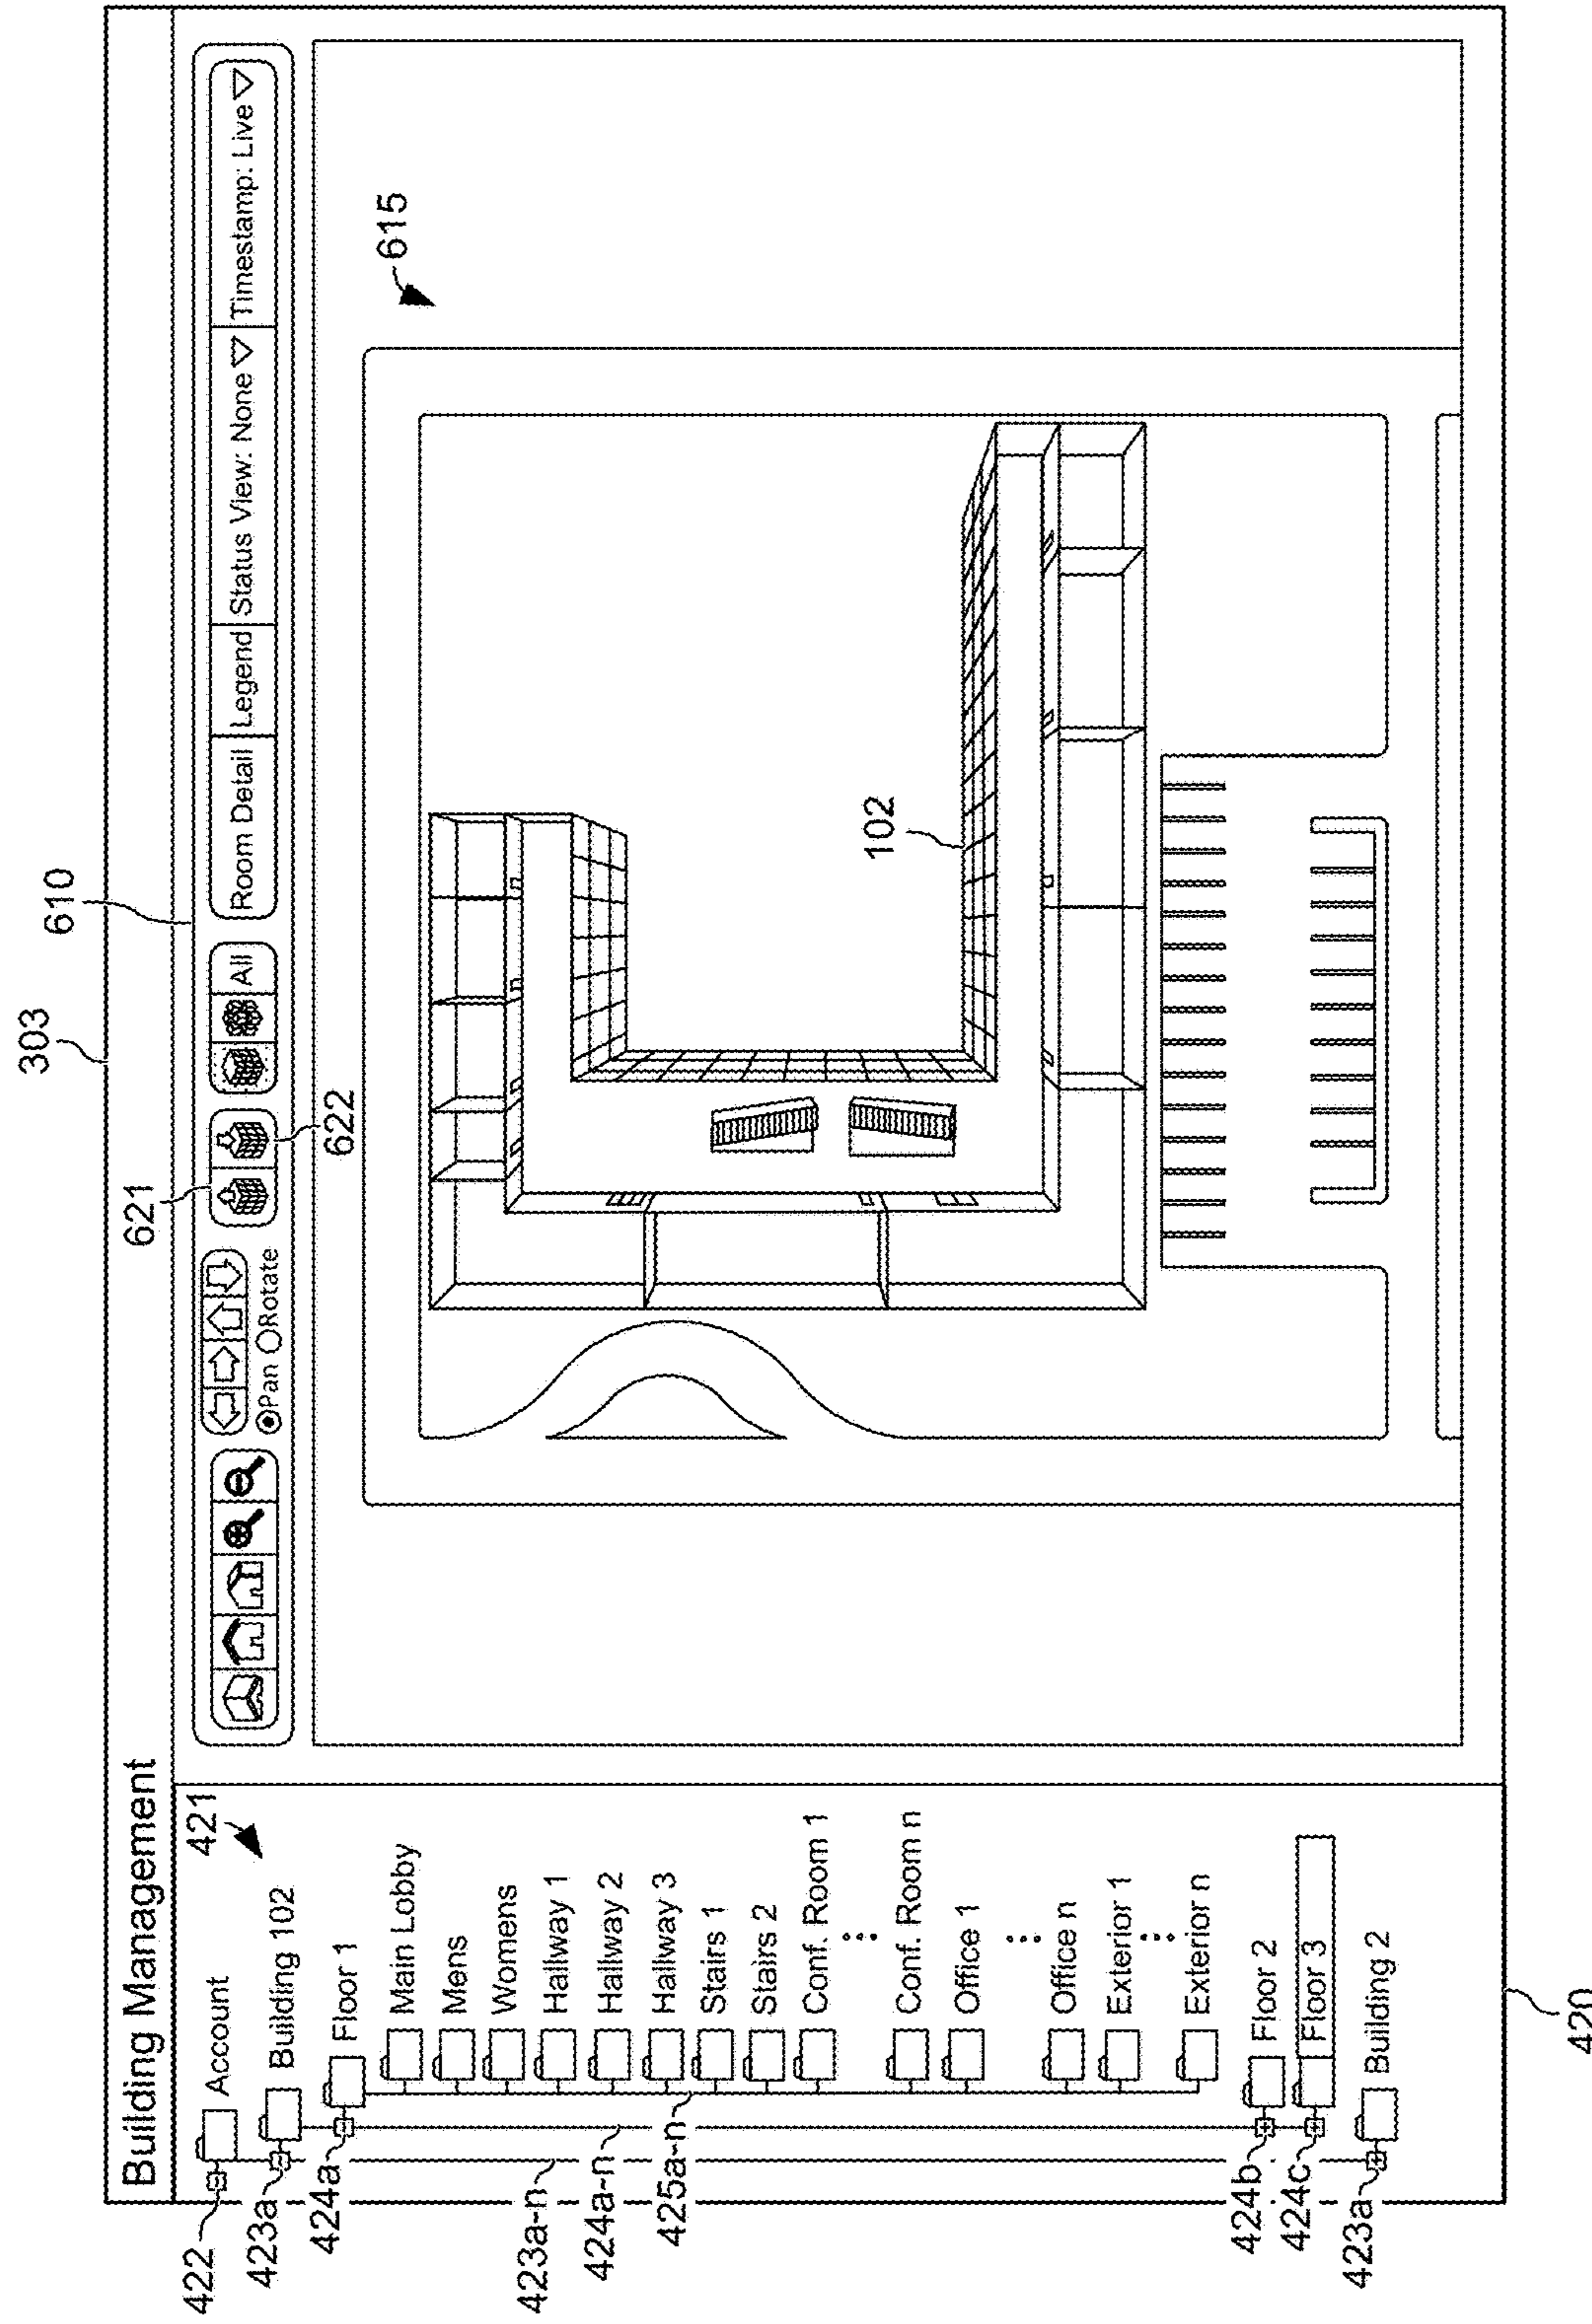 303
610
Building Management
421
621
622
Pan Rotate
All
Room Detail
Legend
Status View: None
Timestamp: Live
615
422
Account
423a
Building 102
424a
Floor 1
Main Lobby
Mens
Womens
Hallway 1
Hallway 2
Hallway 3
Stairs 1
Stairs 2
Conf. Room 1
Conf. Room n
Office 1
Office n
Exterior 1
Exterior n
423a-n
424a-n
425a-n
424b
Floor 2
424c
Floor 3
423a
Building 2
102
420